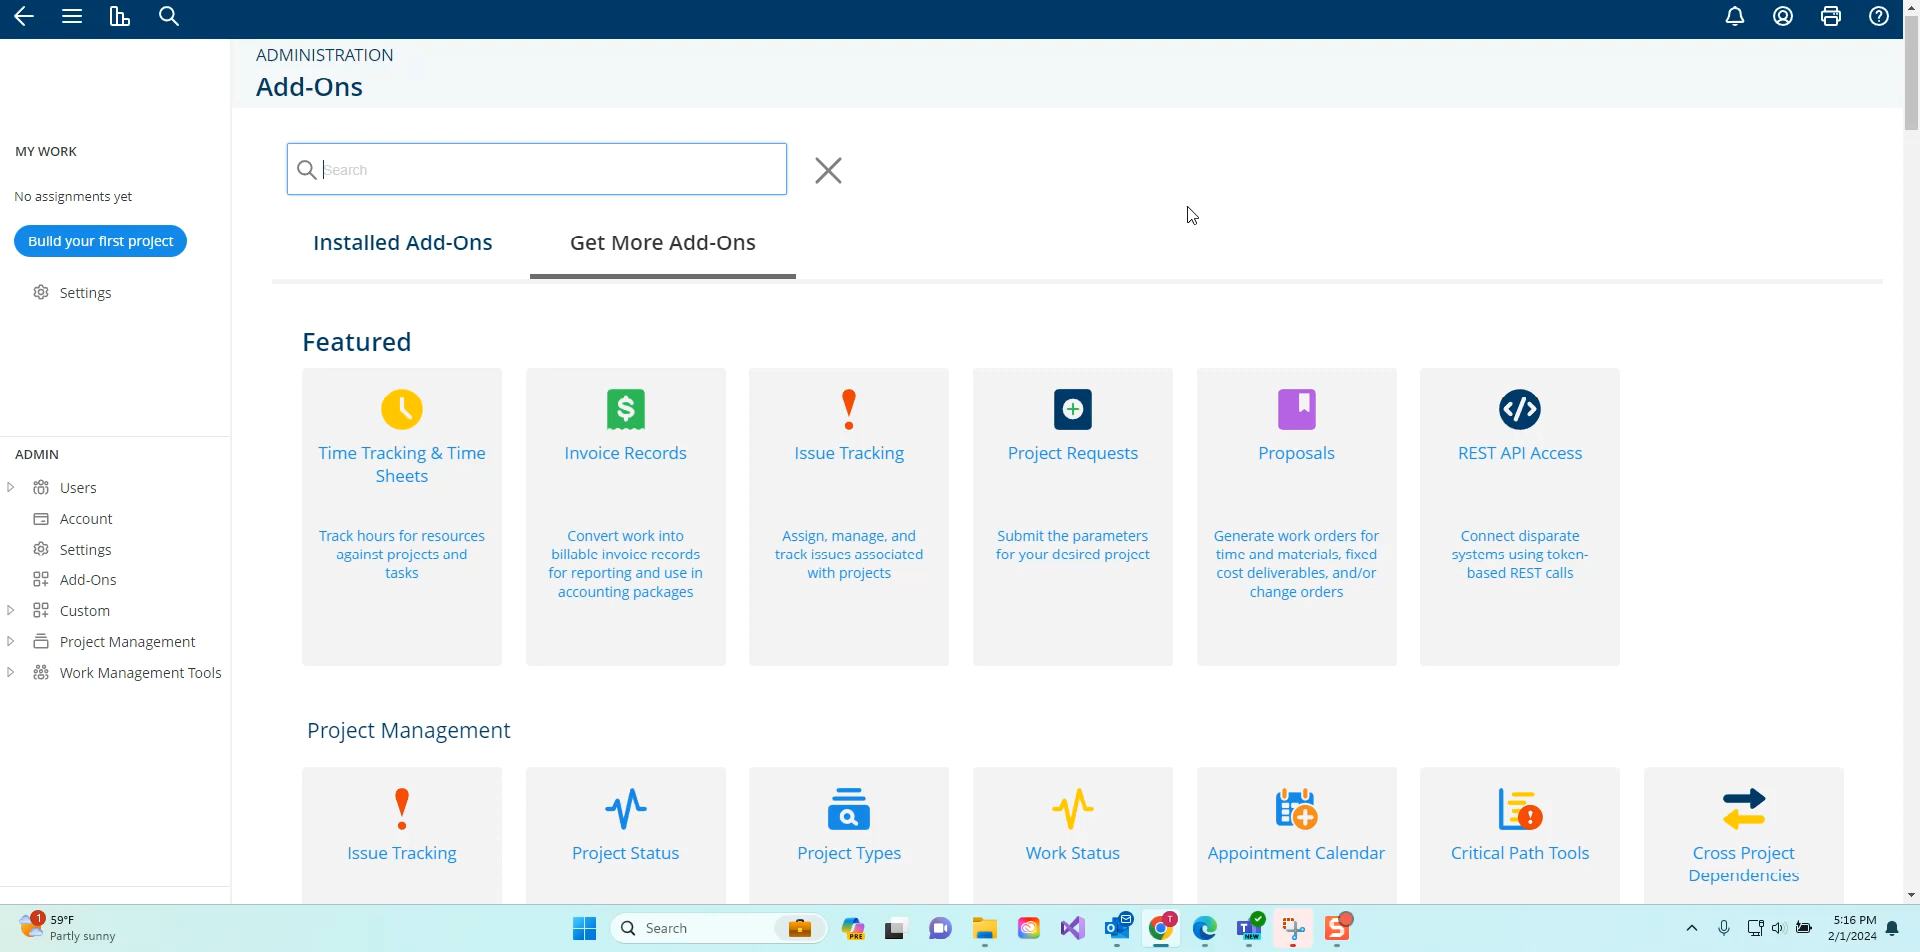 ADMINISTRATION
Add-Ons
MY WORK
No assignments yet
Build your first project
Settings
ADMIN
Users
Account
Settings
Add-Ons
Custom
Project Management
Work Management Tools
Search
Installed Add-Ons
Get More Add-Ons
Featured
Time Tracking & Time
Sheets
Track hours for resources
against projects and
tasks
Invoice Records
Convert work into
billable invoice records
for reporting and use in
accounting packages
Issue Tracking
Assign, manage, and
track issues associated
with projects
Project Requests
Submit the parameters
for your desired project
Proposals
Generate work orders for
time and materials, fixed
cost deliverables, and/or
change orders
REST API Access
Connect disparate
systems using token-
based REST calls
Project Management
Issue Tracking
Project Status
Project Types
Work Status
Appointment Calendar
Critical Path Tools
Cross Project
Dependencies
1
59°F
Partly sunny
Search
PRE
T
NEW
S
5:16 PM
2/1/2024